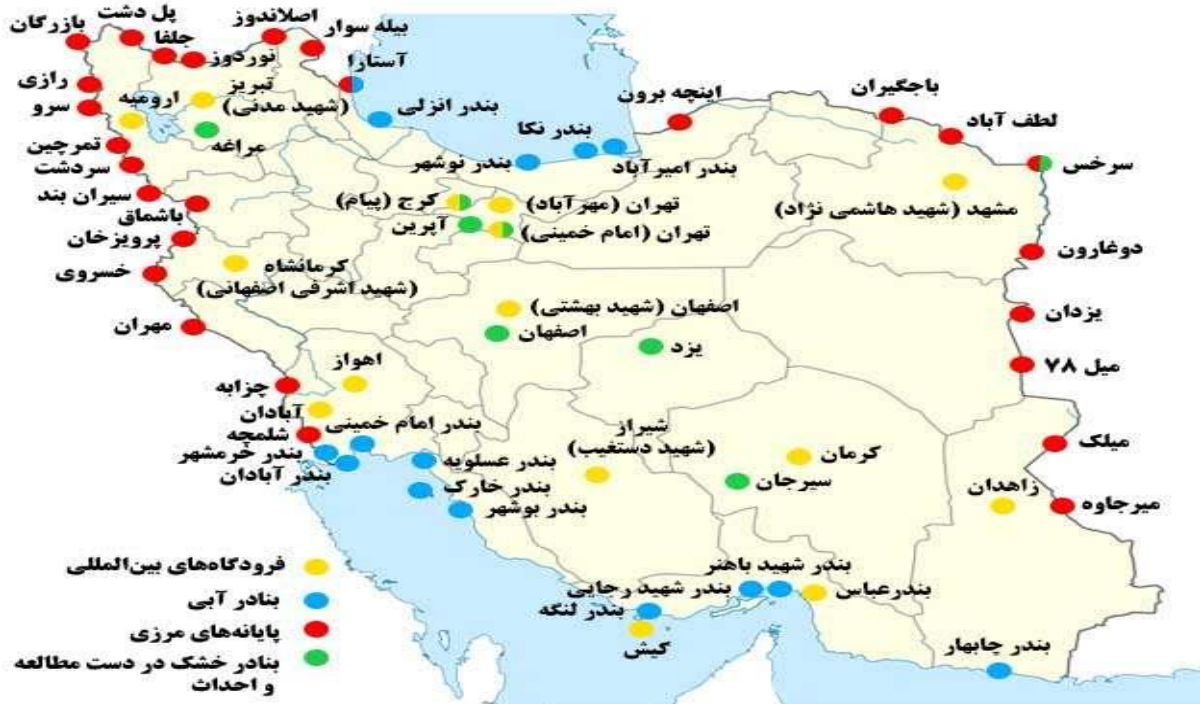 بازرگان
پل دشت
جلفا
نوردوز
اصلاندوز
بیله سوار
آستارا
رازی
سرو
ارومیه
تبریز
(شهید مدنی)
مراغه
بندر انزلی
بندر نکا
بندر نوشهر
بندر امیرآباد
اینچه برون
باجگیران
لطف آباد
سرخس
تمرچین
سردشت
سیران بند
باشماق
پرویزخان
خسروی
مهران
کرج (پیام)
تهران (مهرآباد)
آپرین
تهران (امام خمینی)
مشهد (شهید هاشمی نژاد)
دوغارون
کرمانشاه
(شهید اشرفی اصفهانی)
اصفهان (شهید بهشتی)
اصفهان
یزد
یزدان
میل ۷۸
اهواز
چزابه
آبادان
شلمچه
بندر امام خمینی
بندر خرمشهر
بندر آبادان
بندر عسلویه
بندر خارک
بندر بوشهر
شیراز
(شهید دستغیب)
کرمان
سیرجان
میلک
زاهدان
میرجاوه
بندر شهید باهنر
بندر شهید رجایی
بندرعباس
بندر لنگه
کیش
بندر چابهار
فرودگاه‌های بین‌المللی
بنادر آبی
پایانه‌های مرزی
بنادر خشک در دست مطالعه
و احداث